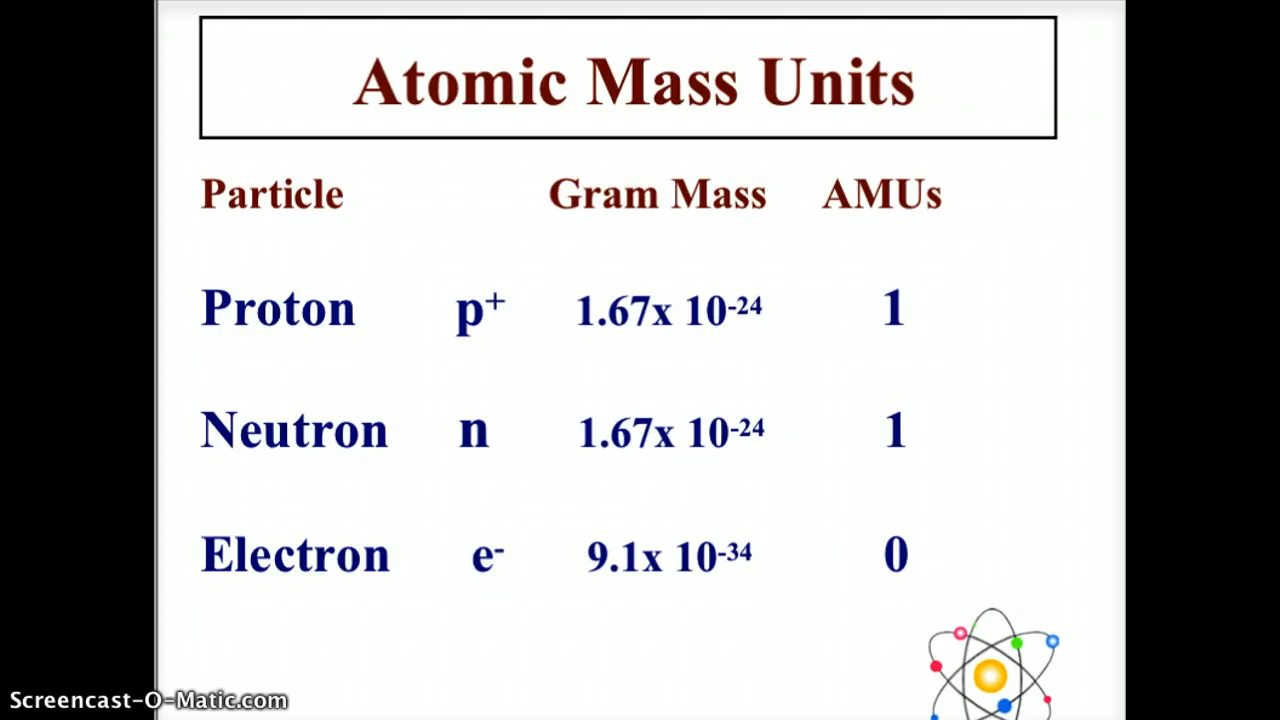 Atomic Mass Units
Particle Gram Mass AMUs
Proton p⁺ 1.67x 10⁻²⁴ 1
Neutron n 1.67x 10⁻²⁴ 1
Electron e⁻ 9.1x 10⁻³⁴ 0
Screencast-O-Matic.com